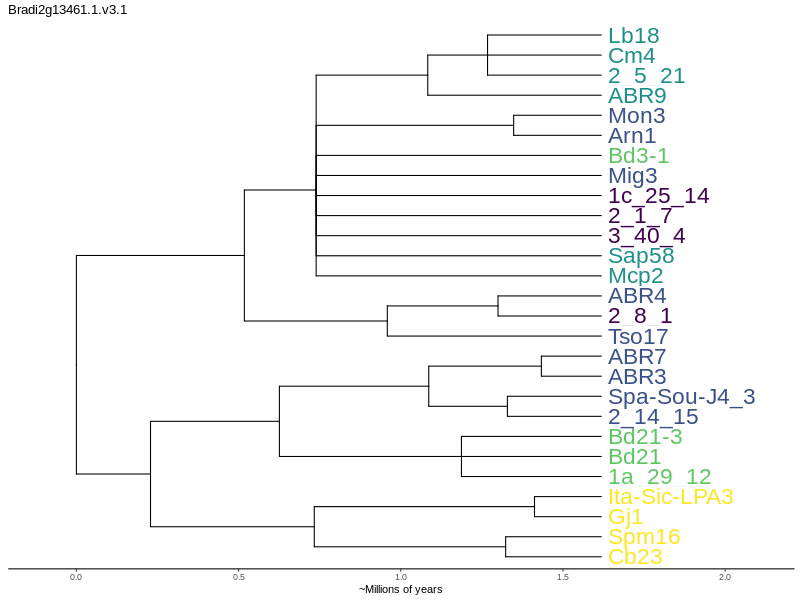 Bradi2g13461.1.v3.1
Lb18
Cm4
2_5_21
ABR9
Mon3
Arn1
Bd3-1
Mig3
1c_25_14
2_1_7
3_40_4
Sap58
Mcp2
ABR4
2_8_1
Tso17
ABR7
ABR3
Spa-Sou-J4_3
2_14_15
Bd21-3
Bd21
1a_29_12
Ita-Sic-LPA3
Gj1
Spm16
Cb23
0.0 0.5 1.0 1.5 2.0
~Millions of years